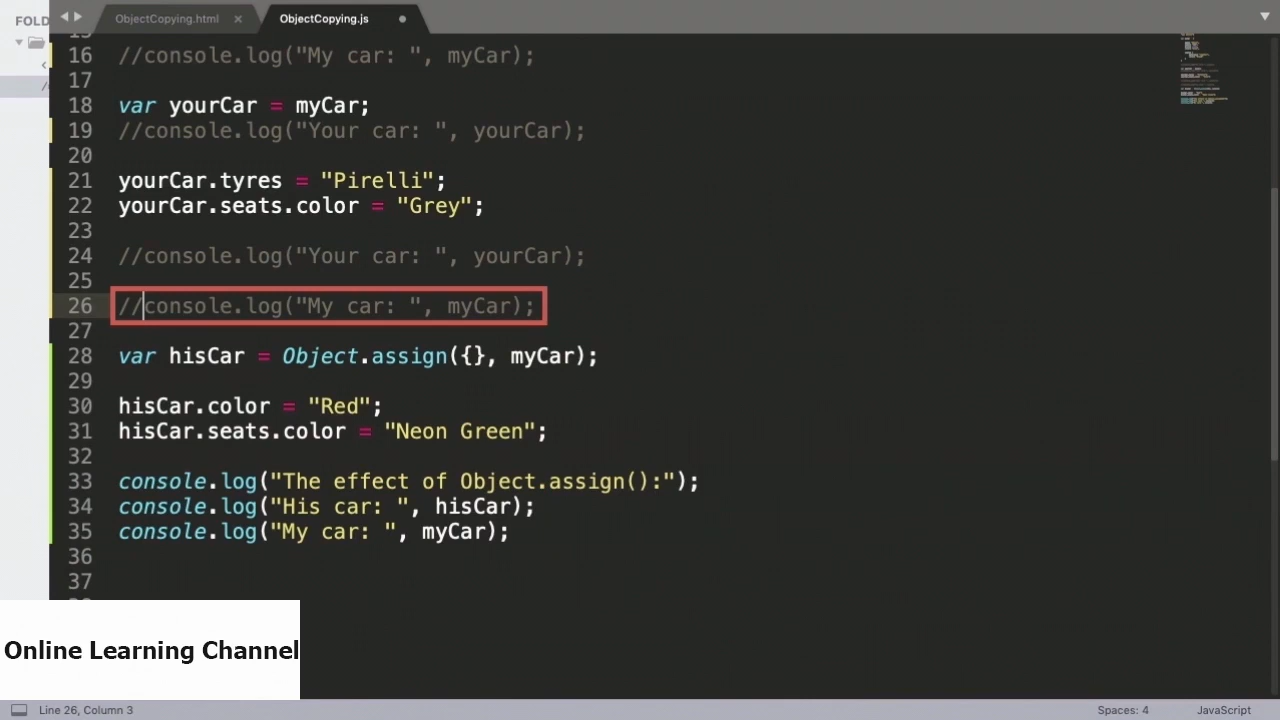 FOLD
ObjectCopying.html ×
ObjectCopying.js
15
16 //console.log("My car: ", myCar);
17
18 var yourCar = myCar;
19 //console.log("Your car: ", yourCar);
20
21 yourCar.tyres = "Pirelli";
22 yourCar.seats.color = "Grey";
23
24 //console.log("Your car: ", yourCar);
25
26 //console.log("My car: ", myCar);
27
28 var hisCar = Object.assign({}, myCar);
29
30 hisCar.color = "Red";
31 hisCar.seats.color = "Neon Green";
32
33 console.log("The effect of Object.assign():");
34 console.log("His car: ", hisCar);
35 console.log("My car: ", myCar);
36
37
Online Learning Channel
Line 26, Column 3
Spaces: 4
JavaScript